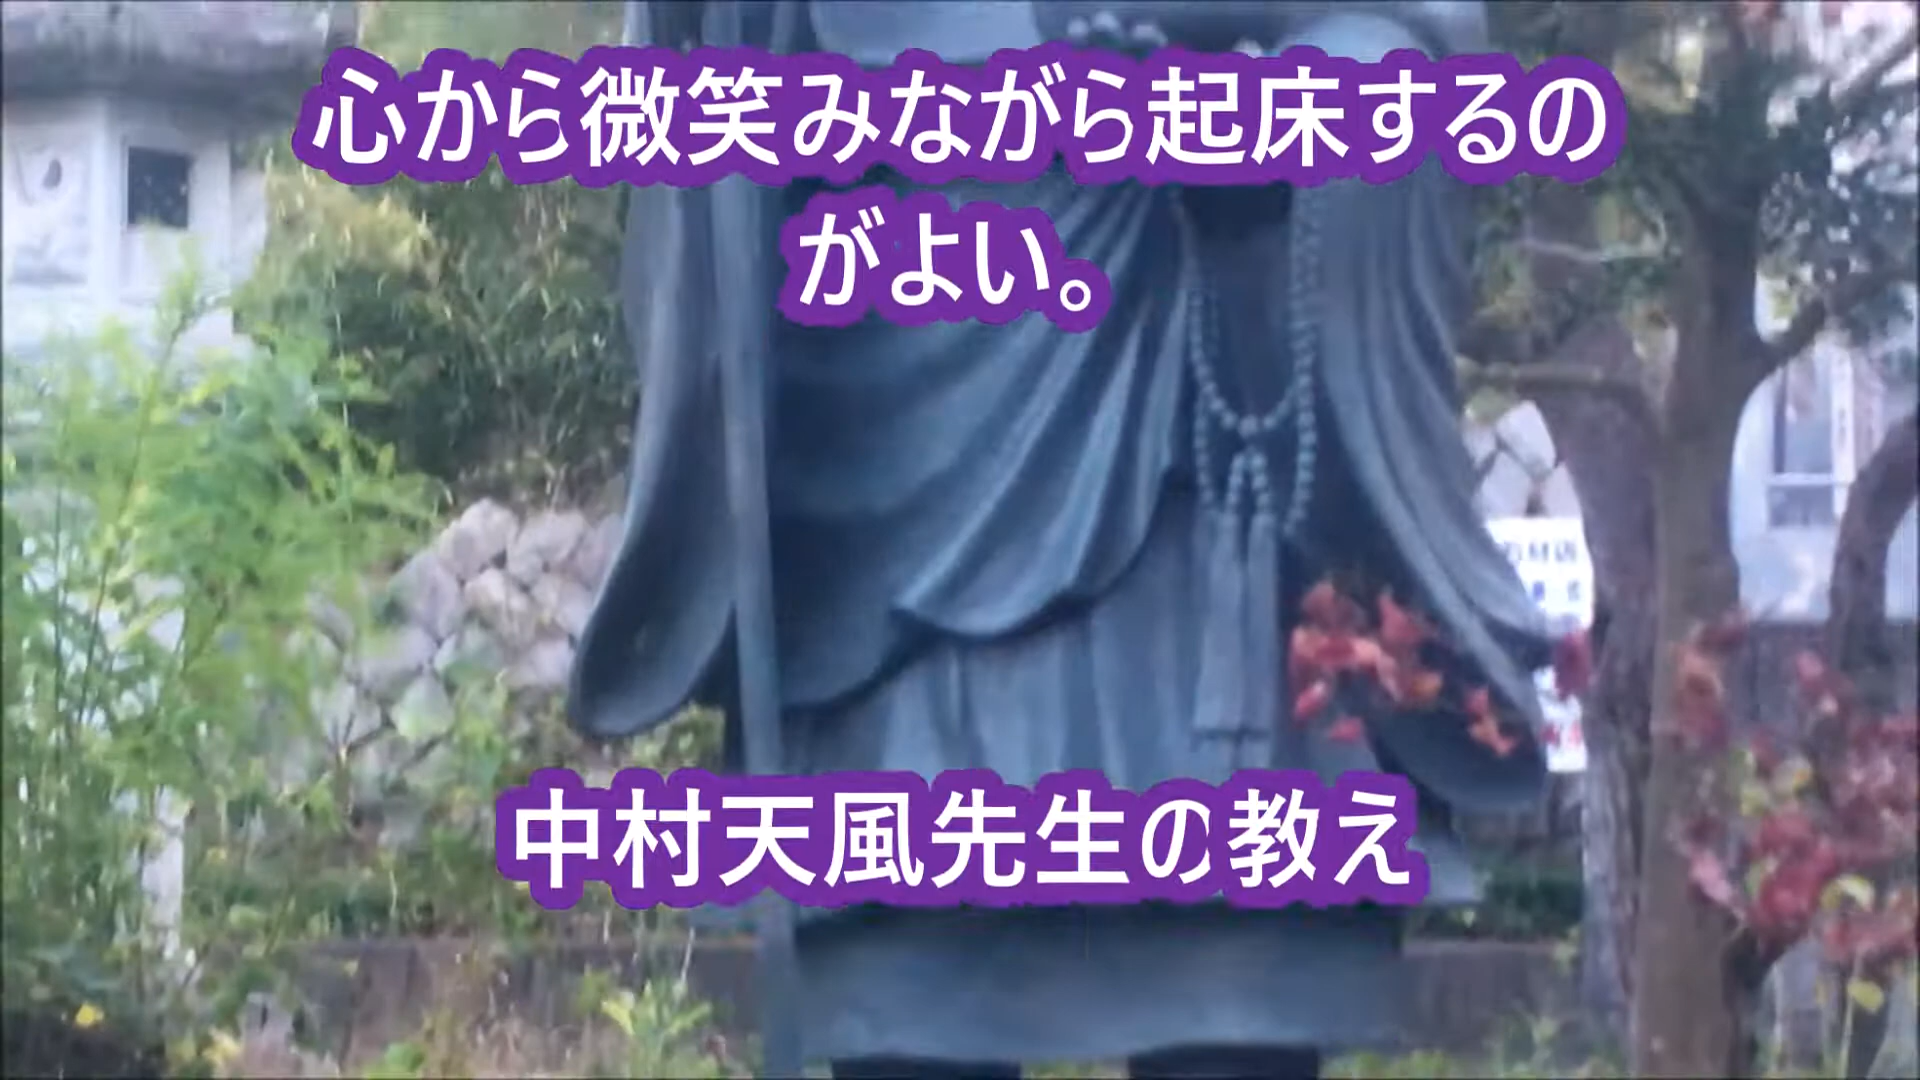 心から微笑みながら起床するの
がよい。
中村天風先生の教え